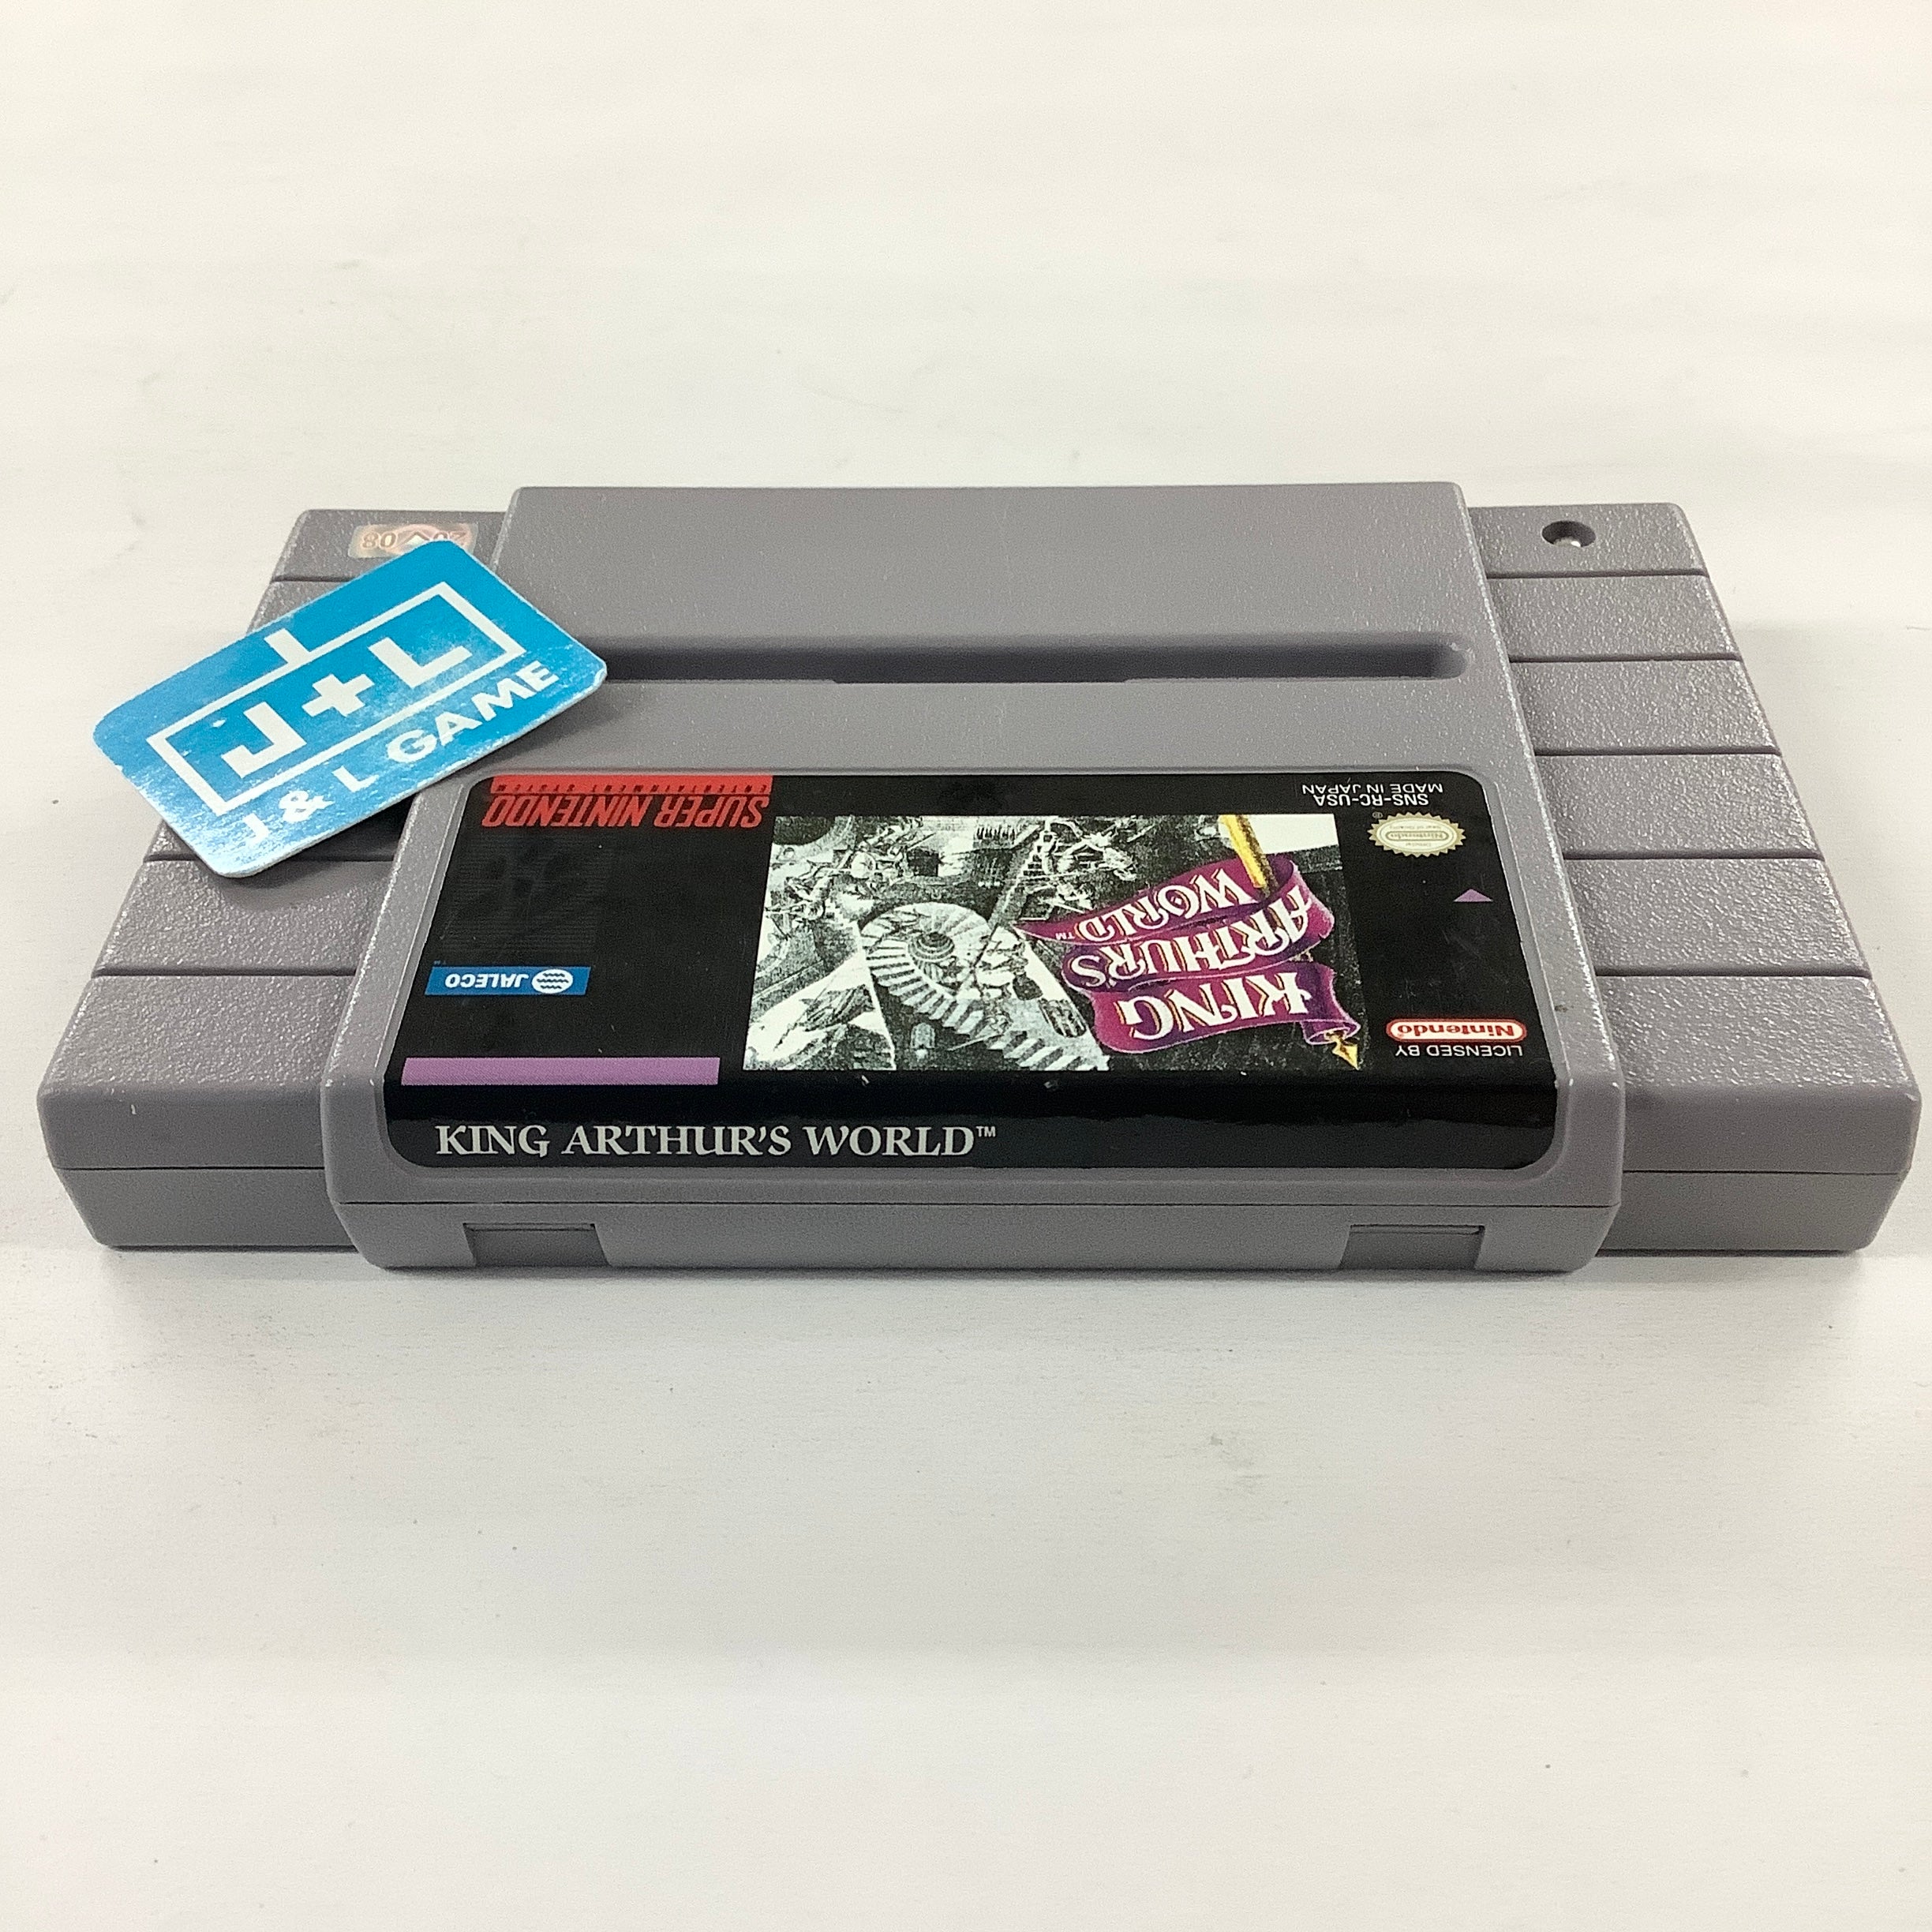 J+L
J & L GAME
SUPER NINTENDO
ENTERTAINMENT SYSTEM
SNS-RC-USA
MADE IN JAPAN
KING
ARTHUR'S
WORLD™
JALECO
LICENSED BY
Nintendo
KING ARTHUR'S WORLD™